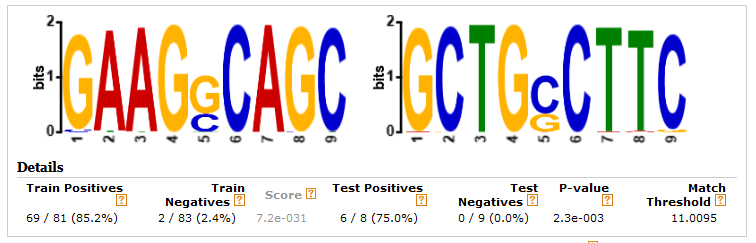 2 2
bits 1 bits 1
0 0
GAAGGCAGC GCTGCCTTC
C G
1 2 3 4 5 6 7 8 9 1 2 3 4 5 6 7 8 9
Details
Train Positives ? Train Negatives ? Score ? Test Positives ? Test Negatives ? P-value ? Match Threshold ?
69 / 81 (85.2%) 2 / 83 (2.4%) 7.2e-031 6 / 8 (75.0%) 0 / 9 (0.0%) 2.3e-003 11.0095